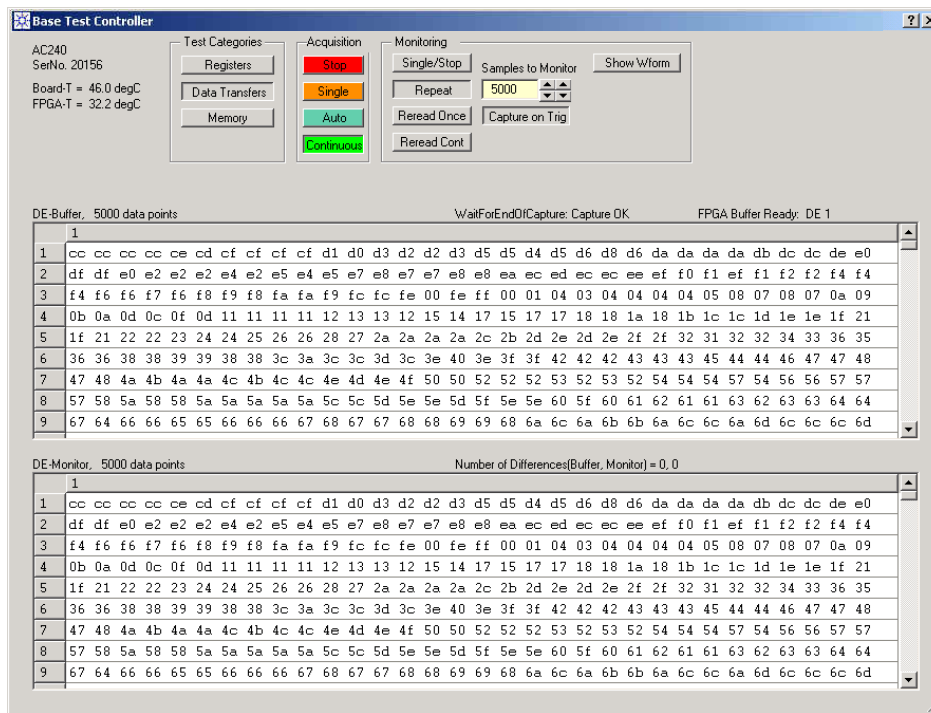 Base Test Controller
AC240
SerNo. 20156
Board-T = 46.0 degC
FPGA-T = 32.2 degC
Test Categories
Registers
Data Transfers
Memory
Acquisition
Stop
Single
Auto
Continuous
Monitoring
Single/Stop
Repeat
Reread Once
Reread Cont
Samples to Monitor
5000
Capture on Trig
Show Wform
DE-Buffer, 5000 data points WaitForEndOfCapture: Capture OK FPGA Buffer Ready: DE 1
1
1 cc cc cc cc cc ce cd cf cf cf cf cf d1 d0 d3 d2 d2 d3 d5 d5 d4 d5 d6 d8 d6 da da da da db dc dc de e0
2 df df e0 e2 e2 e2 e4 e2 e5 e4 e5 e7 e8 e7 e7 e8 e8 ea ec ed ec ec ee ef f0 f1 ef f1 f2 f2 f4 f4
3 f4 f6 f6 f7 f6 f8 f9 f8 fa fa f9 fc fc fe 00 fe ff 00 01 04 03 04 04 04 04 05 08 07 08 07 0a 09
4 0b 0a 0d 0c 0f 0d 11 11 11 11 12 13 13 12 15 14 17 15 17 17 18 18 1a 18 1b 1c 1c 1d 1e 1e 1f 21
5 1f 21 22 22 23 24 24 25 26 26 28 27 2a 2a 2a 2a 2c 2b 2d 2e 2d 2e 2f 2f 32 31 32 32 34 33 36 35
6 36 36 38 38 39 39 38 38 3c 3a 3c 3c 3d 3c 3e 40 3e 3f 3f 42 42 42 43 43 43 45 44 44 46 47 47 48
7 47 48 4a 4b 4a 4a 4c 4b 4c 4c 4e 4d 4e 4f 50 50 52 52 52 53 52 53 52 54 54 54 57 54 56 56 57 57
8 57 58 5a 58 58 5a 5a 5a 5a 5a 5c 5c 5d 5e 5e 5d 5f 5e 5e 60 5f 60 61 62 61 61 63 62 63 63 64 64
9 67 64 66 66 65 65 66 66 66 67 68 67 67 68 68 69 69 68 6a 6c 6a 6b 6b 6a 6c 6c 6a 6d 6c 6c 6c 6d
DE-Monitor, 5000 data points Number of Differences(Buffer, Monitor) = 0, 0
1
1 cc cc cc cc cc ce cd cf cf cf cf cf d1 d0 d3 d2 d2 d3 d5 d5 d4 d5 d6 d8 d6 da da da da db dc dc de e0
2 df df e0 e2 e2 e2 e4 e2 e5 e4 e5 e7 e8 e7 e7 e8 e8 ea ec ed ec ec ee ef f0 f1 ef f1 f2 f2 f4 f4
3 f4 f6 f6 f7 f6 f8 f9 f8 fa fa f9 fc fc fe 00 fe ff 00 01 04 03 04 04 04 04 05 08 07 08 07 0a 09
4 0b 0a 0d 0c 0f 0d 11 11 11 11 12 13 13 12 15 14 17 15 17 17 18 18 1a 18 1b 1c 1c 1d 1e 1e 1f 21
5 1f 21 22 22 23 24 24 25 26 26 28 27 2a 2a 2a 2a 2c 2b 2d 2e 2d 2e 2f 2f 32 31 32 32 34 33 36 35
6 36 36 38 38 39 39 38 38 3c 3a 3c 3c 3d 3c 3e 40 3e 3f 3f 42 42 42 43 43 43 45 44 44 46 47 47 48
7 47 48 4a 4b 4a 4a 4c 4b 4c 4c 4e 4d 4e 4f 50 50 52 52 52 53 52 53 52 54 54 54 57 54 56 56 57 57
8 57 58 5a 58 58 5a 5a 5a 5a 5a 5c 5c 5d 5e 5e 5d 5f 5e 5e 60 5f 60 61 62 61 61 63 62 63 63 64 64
9 67 64 66 66 65 65 66 66 66 67 68 67 67 68 68 69 69 68 6a 6c 6a 6b 6b 6a 6c 6c 6a 6d 6c 6c 6c 6d